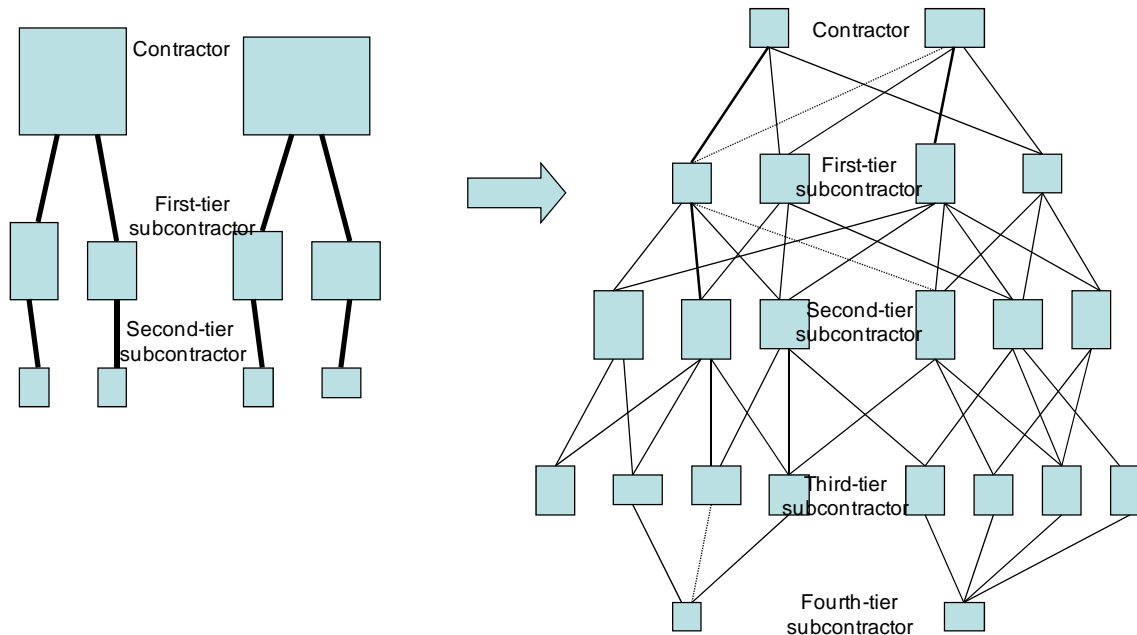 Contractor
First-tier
subcontractor
Second-tier
subcontractor
Contractor
First-tier
subcontractor
Second-tier
subcontractor
Third-tier
subcontractor
Fourth-tier
subcontractor